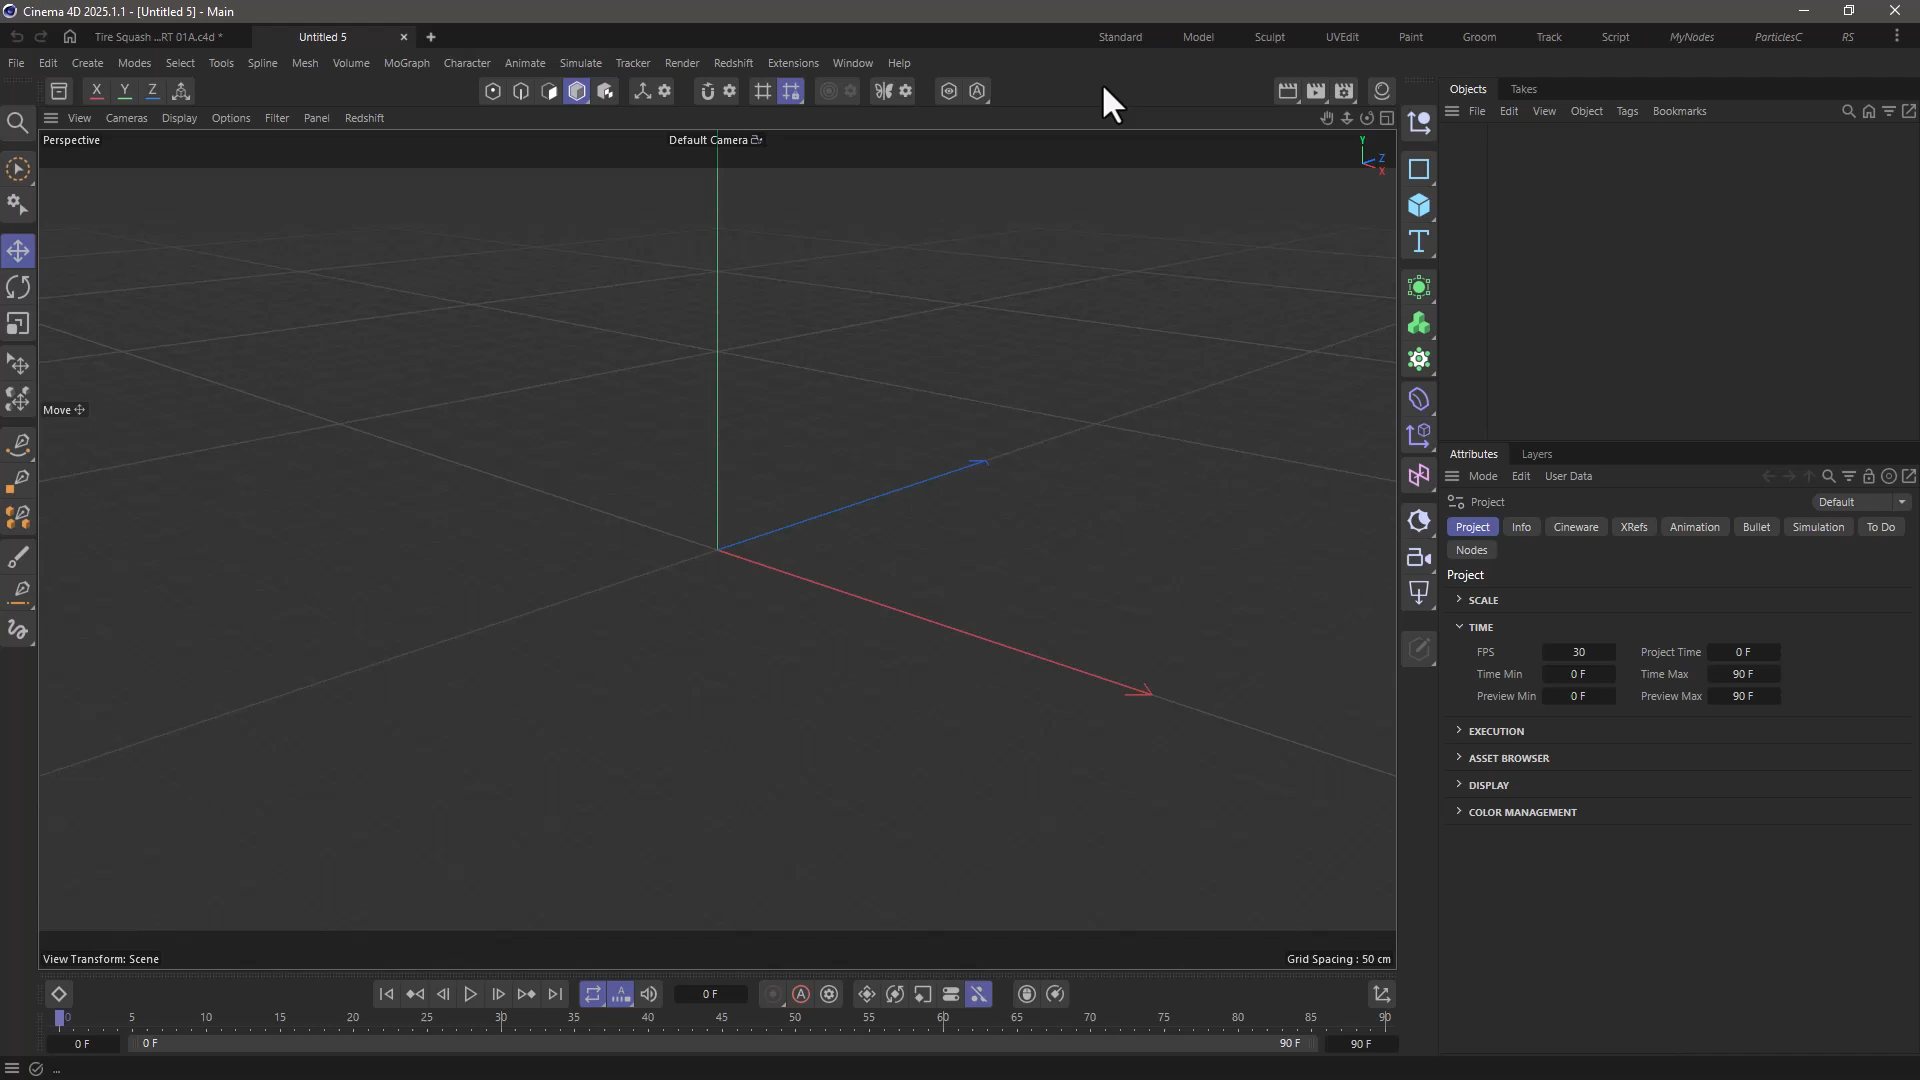 Cinema 4D 2025.1.1 - [Untitled 5] - Main
Tire Squash ...RT 01A.c4d *
Untitled 5
Standard
Model
Sculpt
UVEdit
Paint
Groom
Track
Script
MyNodes
ParticlesC
RS
File Edit Create Modes Select Tools Spline Mesh Volume MoGraph Character Animate Simulate Tracker Render Redshift Extensions Window Help
X Y Z
Objects Takes
File Edit View Object Tags Bookmarks
View Cameras Display Options Filter Panel Redshift
Perspective
Default Camera
Y
Z
X
Move
Attributes Layers
Mode Edit User Data
Project
Default
Project Info Cineware XRefs Animation Bullet Simulation To Do
Nodes
Project
SCALE
TIME
FPS 30 Project Time 0 F
Time Min 0 F Time Max 90 F
Preview Min 0 F Preview Max 90 F
EXECUTION
ASSET BROWSER
DISPLAY
COLOR MANAGEMENT
View Transform: Scene
Grid Spacing : 50 cm
A
0 F
A
0 5 10 15 20 25 30 35 40 45 50 55 60 65 70 75 80 85 90
0 F
0 F
90 F
90 F
...